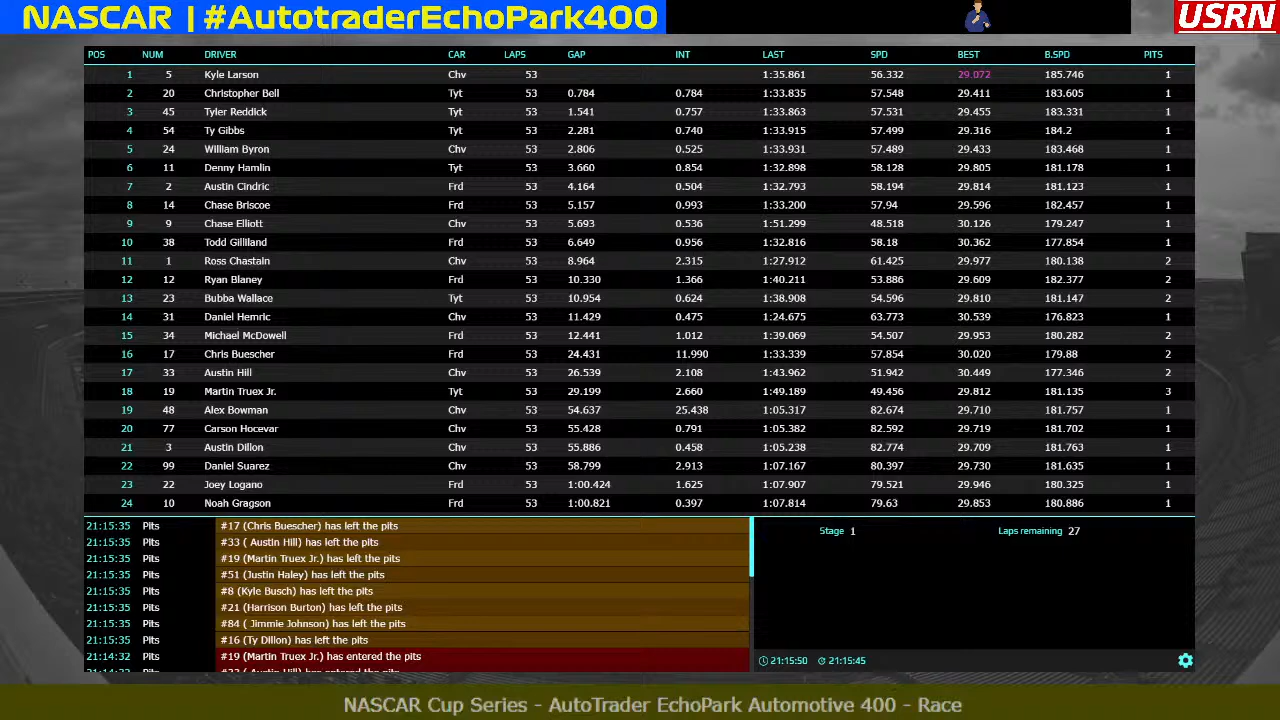 NASCAR | #AutotraderEchoPark400
USRN
POS NUM DRIVER CAR LAPS GAP INT LAST SPD BEST B.SPD PITS
1 5 Kyle Larson Chv 53 1:35.861 56.332 29.072 185.746 1
2 20 Christopher Bell Tyt 53 0.784 0.784 1:33.835 57.548 29.411 183.605 1
3 45 Tyler Reddick Tyt 53 1.541 0.757 1:33.863 57.531 29.455 183.331 1
4 54 Ty Gibbs Tyt 53 2.281 0.740 1:33.915 57.499 29.316 184.2 1
5 24 William Byron Chv 53 2.806 0.525 1:33.931 57.489 29.433 183.468 1
6 11 Denny Hamlin Tyt 53 3.660 0.854 1:32.898 58.128 29.805 181.178 1
7 2 Austin Cindric Frd 53 4.164 0.504 1:32.793 58.194 29.814 181.123 1
8 14 Chase Briscoe Frd 53 5.157 0.993 1:33.200 57.94 29.596 182.457 1
9 9 Chase Elliott Chv 53 5.693 0.536 1:51.299 48.518 30.126 179.247 1
10 38 Todd Gilliland Frd 53 6.649 0.956 1:32.816 58.18 30.362 177.854 1
11 1 Ross Chastain Chv 53 8.964 2.315 1:27.912 61.425 29.977 180.138 2
12 12 Ryan Blaney Frd 53 10.330 1.366 1:40.211 53.886 29.609 182.377 2
13 23 Bubba Wallace Tyt 53 10.954 0.624 1:38.908 54.596 29.810 181.147 2
14 31 Daniel Hemric Chv 53 11.429 0.475 1:24.675 63.773 30.539 176.823 1
15 34 Michael McDowell Frd 53 12.441 1.012 1:39.069 54.507 29.953 180.282 2
16 17 Chris Buescher Frd 53 24.431 11.990 1:33.339 57.854 30.020 179.88 2
17 33 Austin Hill Chv 53 26.539 2.108 1:43.962 51.942 30.449 177.346 2
18 19 Martin Truex Jr. Tyt 53 29.199 2.660 1:49.189 49.456 29.812 181.135 3
19 48 Alex Bowman Chv 53 54.637 25.438 1:05.317 82.674 29.710 181.757 1
20 77 Carson Hocevar Chv 53 55.428 0.791 1:05.382 82.592 29.719 181.702 1
21 3 Austin Dillon Chv 53 55.886 0.458 1:05.238 82.774 29.709 181.763 1
22 99 Daniel Suarez Chv 53 58.799 2.913 1:07.167 80.397 29.730 181.635 1
23 22 Joey Logano Frd 53 1:00.424 1.625 1:07.907 79.521 29.946 180.325 1
24 10 Noah Gragson Frd 53 1:00.821 0.397 1:07.814 79.63 29.853 180.886 1
21:15:35 Pits #17 (Chris Buescher) has left the pits
21:15:35 Pits #33 ( Austin Hill) has left the pits
21:15:35 Pits #19 (Martin Truex Jr.) has left the pits
21:15:35 Pits #51 (Justin Haley) has left the pits
21:15:35 Pits #8 (Kyle Busch) has left the pits
21:15:35 Pits #21 (Harrison Burton) has left the pits
21:15:35 Pits #84 ( Jimmie Johnson) has left the pits
21:15:35 Pits #16 (Ty Dillon) has left the pits
21:14:32 Pits #19 (Martin Truex Jr.) has entered the pits
21:14:32 Pits #33 ( Austin Hill) has entered the pits
Stage 1 Laps remaining 27
21:15:50 21:15:45
NASCAR Cup Series - AutoTrader EchoPark Automotive 400 - Race